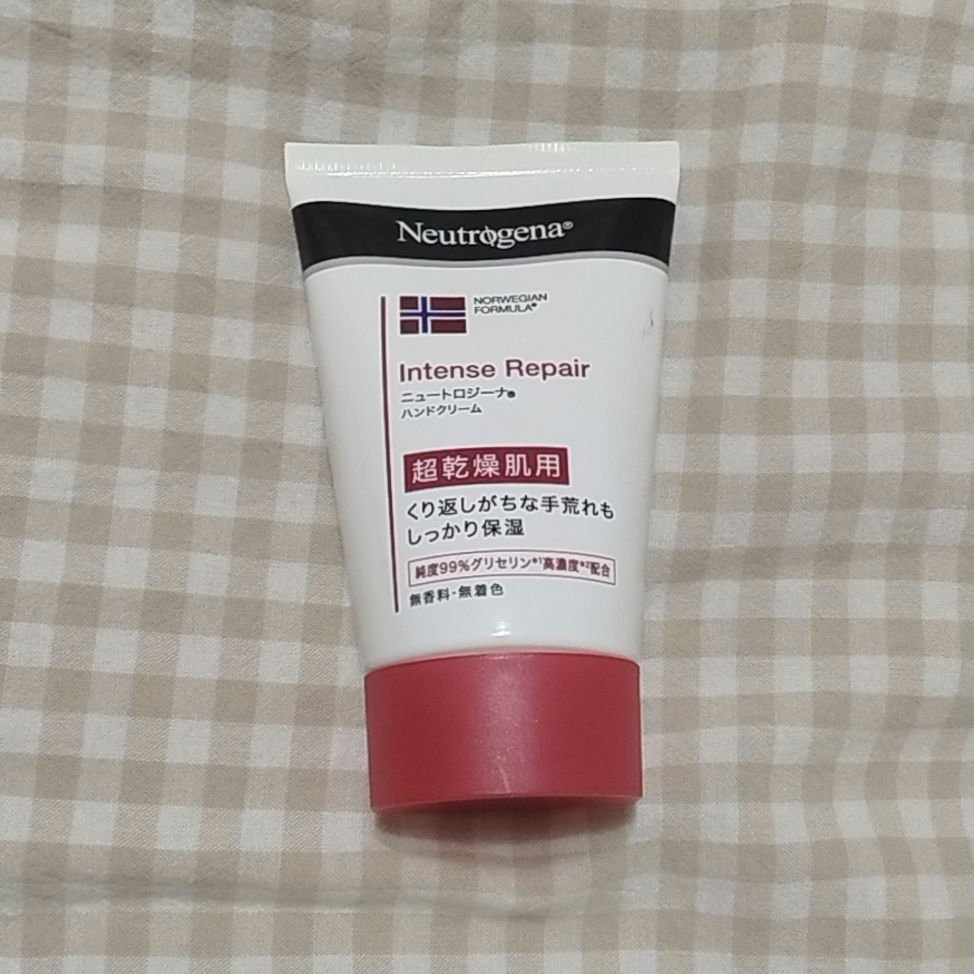 Neutrogena®
NORWEGIAN
FORMULA®
Intense Repair
ニュートロジーナ®
ハンドクリーム
超乾燥肌用
くり返しがちな手荒れも
しっかり保湿
純度99%グリセリン*¹高濃度*²配合
無香料・無着色